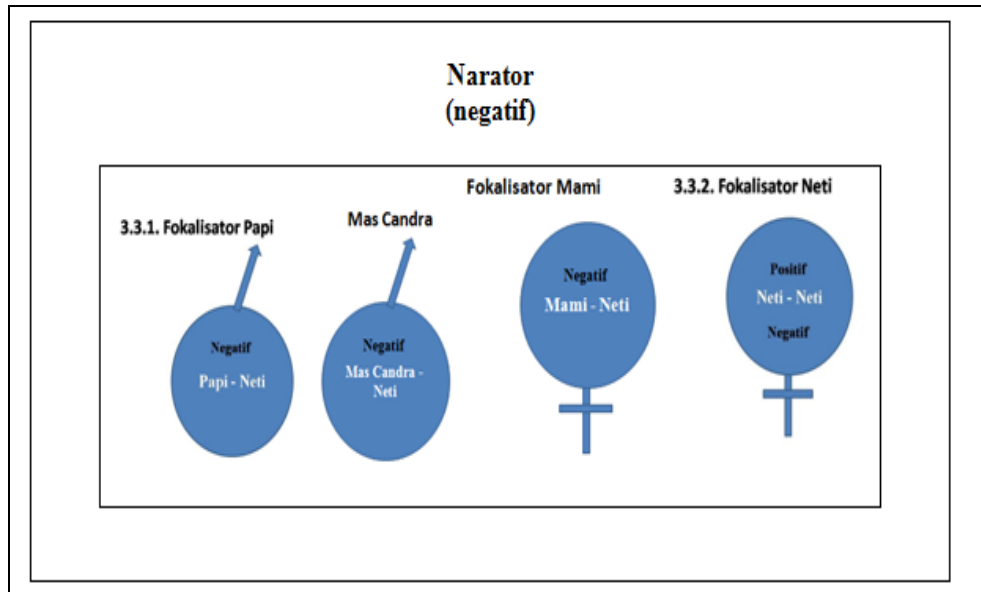 Narator
(negatif)
3.3.1. Fokalisator Papi
Mas Candra
Fokalisator Mami
3.3.2. Fokalisator Neti
Negatif
Papi - Neti
Negatif
Mas Candra -
Neti
Negatif
Mami - Neti
Positif
Neti - Neti
Negatif